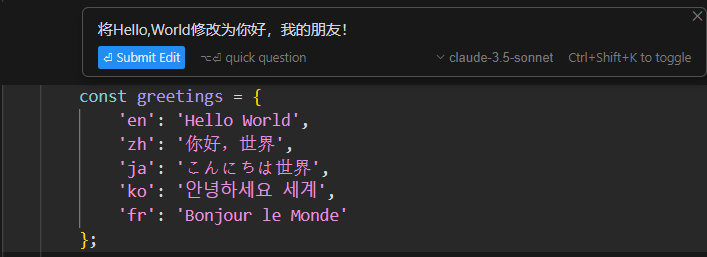 将Hello,World修改为你好，我的朋友！
⏎ Submit Edit ⌥⏎ quick question claude-3.5-sonnet Ctrl+Shift+K to toggle
const greetings = {
'en': 'Hello World',
'zh': '你好，世界',
'ja': 'こんにちは世界',
'ko': '안녕하세요 세계',
'fr': 'Bonjour le Monde'
};